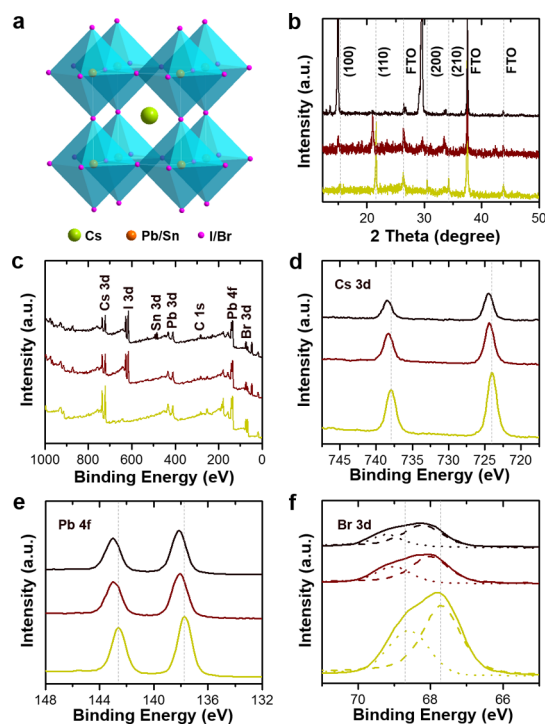 a
Cs Pb/Sn I/Br
b
Intensity (a.u.)
(100)
(110)
FTO
(200)
(210)
FTO
FTO
20 30 40 50
2 Theta (degree)
c
Intensity (a.u.)
Cs 3d
I 3d
Sn 3d
Pb 3d
C 1s
Pb 4f
Br 3d
1000 800 600 400 200 0
Binding Energy (eV)
d
Cs 3d
Intensity (a.u.)
745 740 735 730 725 720
Binding Energy (eV)
e
Pb 4f
Intensity (a.u.)
148 144 140 136 132
Binding Energy (eV)
f
Br 3d
Intensity (a.u.)
70 68 66
Binding Energy (eV)